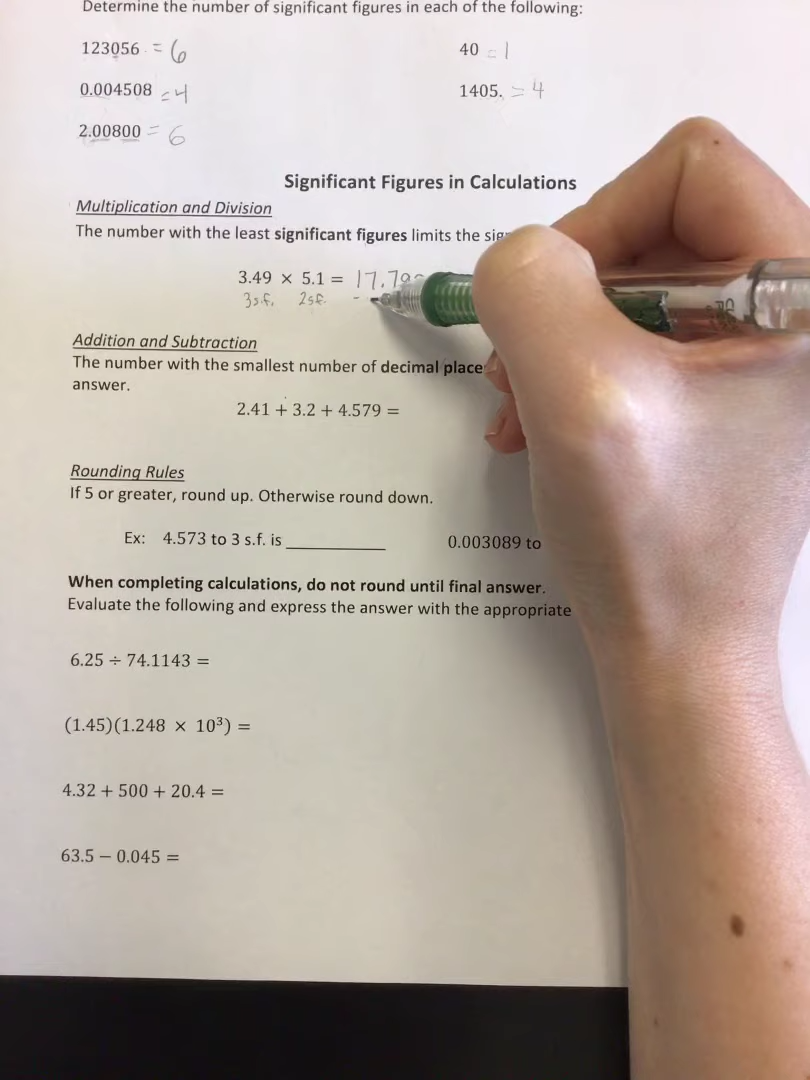 Determine the number of significant figures in each of the following:
123056 = 6
40 = 1
0.004508 = 4
1405. = 4
2.00800 = 6
Significant Figures in Calculations
Multiplication and Division
The number with the least significant figures limits the
3.49 × 5.1 = 17.79
3s.f. 2s.f.
Addition and Subtraction
The number with the smallest number of decimal place
answer.
2.41 + 3.2 + 4.579 =
Rounding Rules
If 5 or greater, round up. Otherwise round down.
Ex: 4.573 to 3 s.f. is __________ 0.003089 to
When completing calculations, do not round until final answer.
Evaluate the following and express the answer with the appropriate
6.25 ÷ 74.1143 =
(1.45)(1.248 × 10³) =
4.32 + 500 + 20.4 =
63.5 − 0.045 =